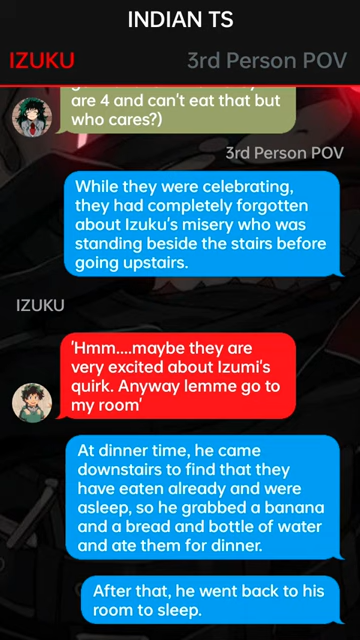 INDIAN TS
IZUKU
3rd Person POV
are 4 and can't eat that but
who cares?)
3rd Person POV
While they were celebrating,
they had completely forgotten
about Izuku's misery who was
standing beside the stairs before
going upstairs.
IZUKU
'Hmm....maybe they are
very excited about Izumi's
quirk. Anyway lemme go to
my room'
At dinner time, he came
downstairs to find that they
have eaten already and were
asleep, so he grabbed a banana
and a bread and bottle of water
and ate them for dinner.
After that, he went back to his
room to sleep.